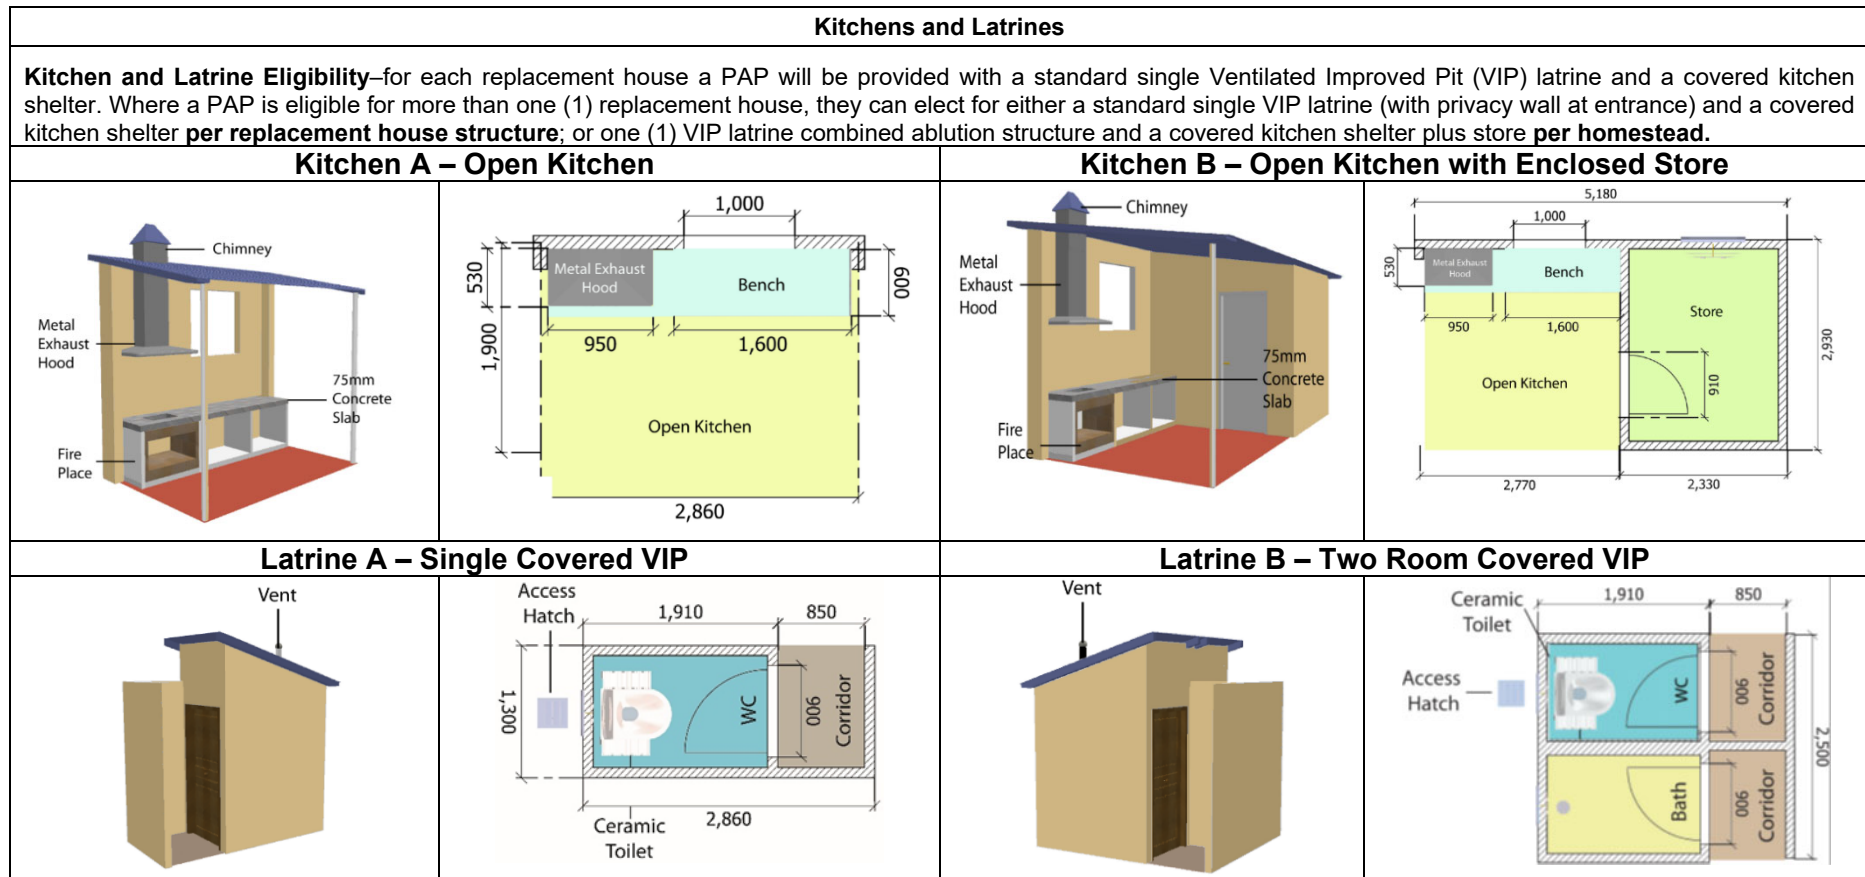 Kitchens and Latrines
Kitchen and Latrine Eligibility–for each replacement house a PAP will be provided with a standard single Ventilated Improved Pit (VIP) latrine and a covered kitchen
shelter. Where a PAP is eligible for more than one (1) replacement house, they can elect for either a standard single VIP latrine (with privacy wall at entrance) and a covered
kitchen shelter per replacement house structure; or one (1) VIP latrine combined ablution structure and a covered kitchen shelter plus store per homestead.
Kitchen A – Open Kitchen
Chimney
Metal
Exhaust
Hood
75mm
Concrete
Slab
Fire
Place
1,000
530
Metal Exhaust
Hood
Bench
600
1,900
950
1,600
Open Kitchen
2,860
Kitchen B – Open Kitchen with Enclosed Store
Chimney
Metal
Exhaust
Hood
75mm
Concrete
Slab
Fire
Place
5,180
1,000
530
Metal Exhaust
Hood
Bench
Store
950
1,600
2,930
910
Open Kitchen
2,770
2,330
Latrine A – Single Covered VIP
Vent
Access
Hatch
1,910
850
1,300
WC
900
Corridor
Ceramic
Toilet
2,860
Latrine B – Two Room Covered VIP
Vent
Ceramic
Toilet
1,910
850
Access
Hatch
WC
900
Corridor
2,500
Bath
900
Corridor